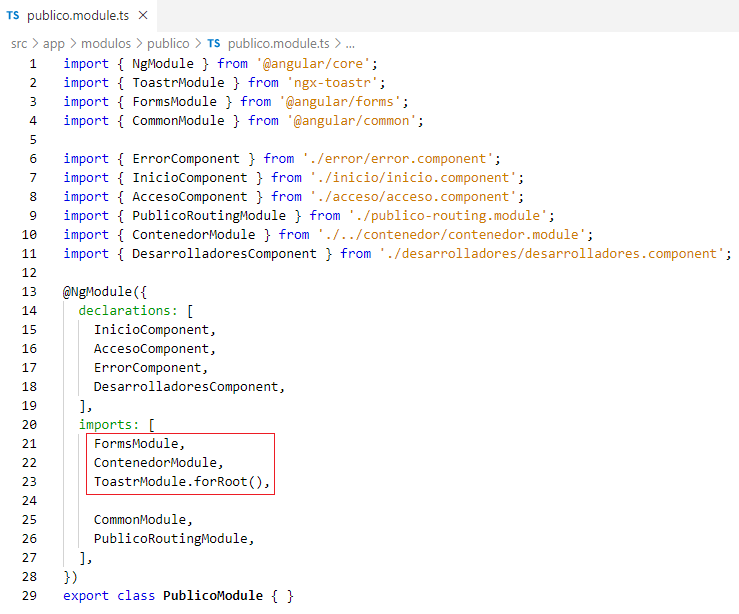 TS publico.module.ts ×
src > app > modulos > publico > TS publico.module.ts > ...
1 import { NgModule } from '@angular/core';
2 import { ToastrModule } from 'ngx-toastr';
3 import { FormsModule } from '@angular/forms';
4 import { CommonModule } from '@angular/common';
5
6 import { ErrorComponent } from './error/error.component';
7 import { InicioComponent } from './inicio/inicio.component';
8 import { AccesoComponent } from './acceso/acceso.component';
9 import { PublicoRoutingModule } from './publico-routing.module';
10 import { ContenedorModule } from './../contenedor/contenedor.module';
11 import { DesarrolladoresComponent } from './desarrolladores/desarrolladores.component';
12
13 @NgModule({
14 declarations: [
15 InicioComponent,
16 AccesoComponent,
17 ErrorComponent,
18 DesarrolladoresComponent,
19 ],
20 imports: [
21 FormsModule,
22 ContenedorModule,
23 ToastrModule.forRoot(),
24
25 CommonModule,
26 PublicoRoutingModule,
27 ],
28 })
29 export class PublicoModule { }